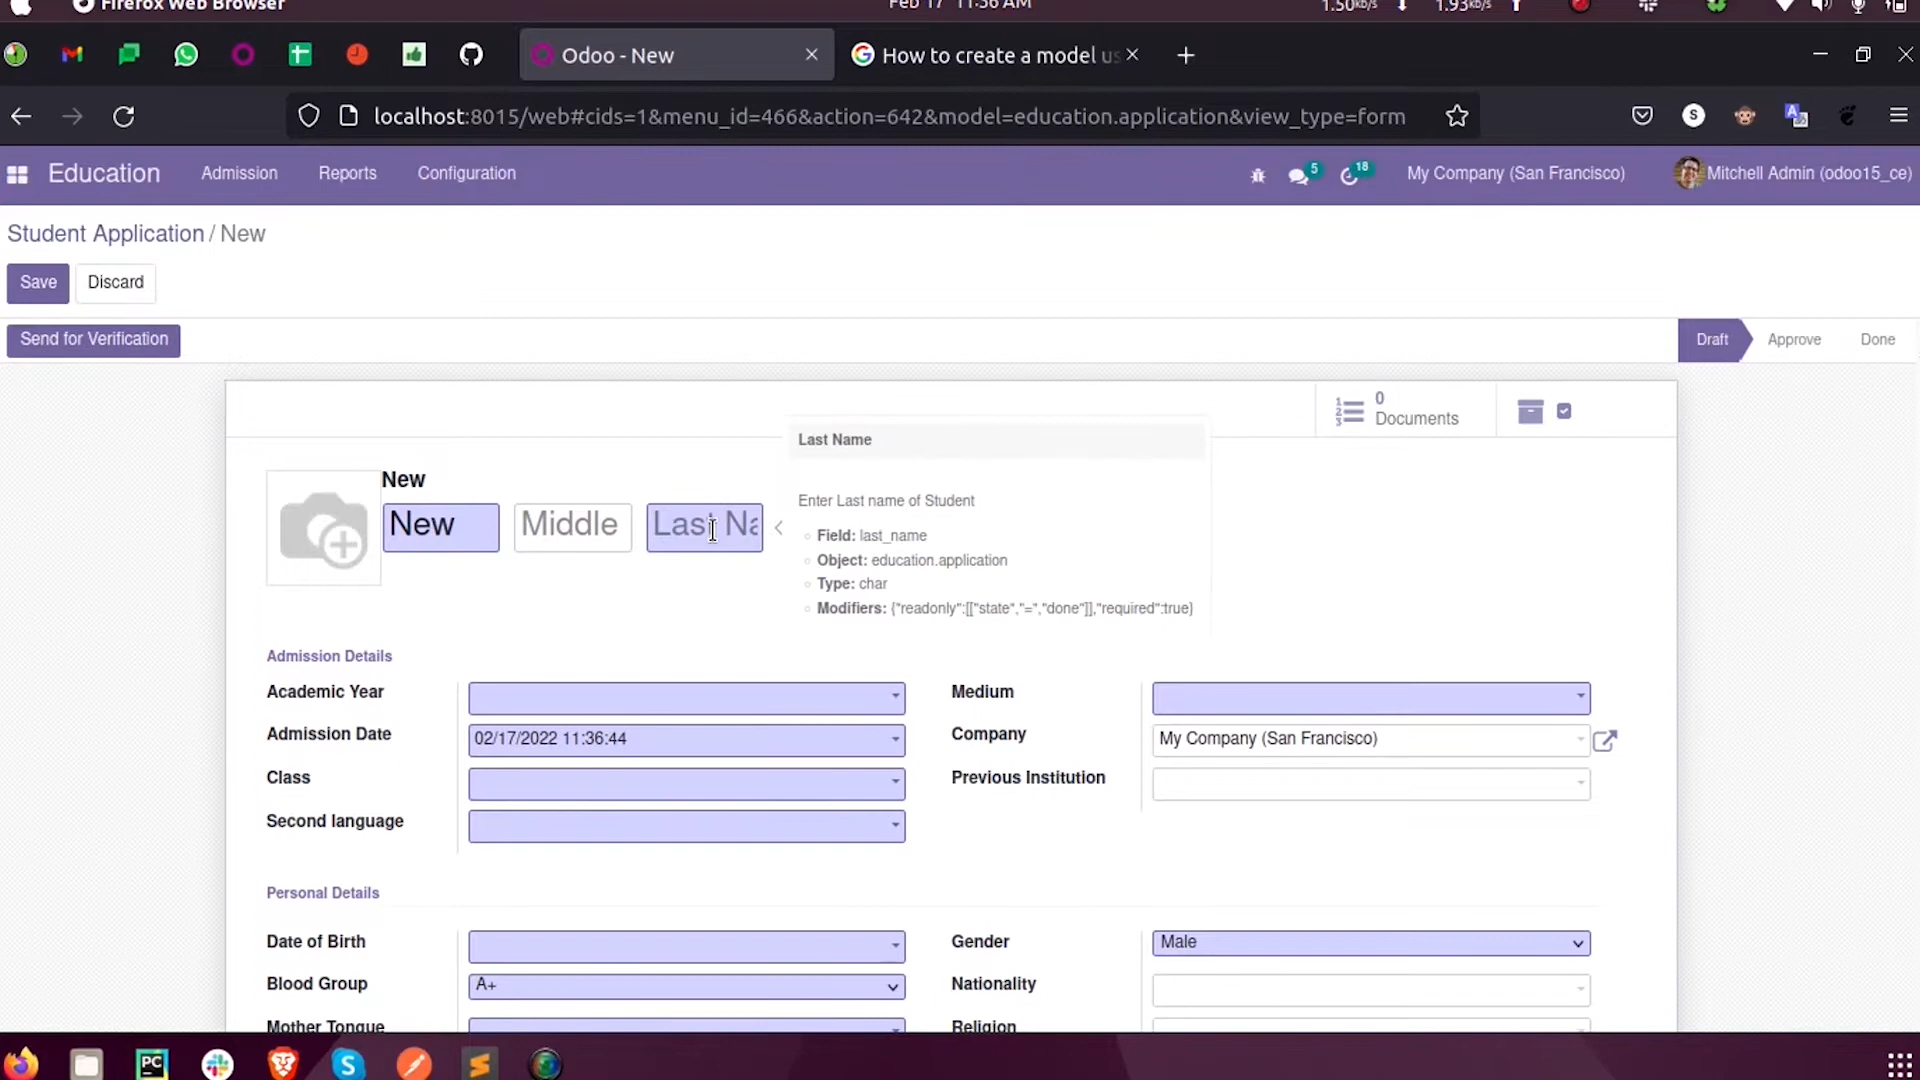 Firefox Web Browser
Feb 17 11:36 AM
1.50kb/s
1.93kb/s
Odoo - New
How to create a model us
localhost:8015/web#cids=1&menu_id=466&action=642&model=education.application&view_type=form
Education
Admission
Reports
Configuration
5
18
My Company (San Francisco)
Mitchell Admin (odoo15_ce)
Student Application / New
Save
Discard
Send for Verification
Draft
Approve
Done
0
Documents
New
New
Middle
Last Na
Last Name
Enter Last name of Student
Field: last_name
Object: education.application
Type: char
Modifiers: {"readonly":[["state","=","done"]],"required":true}
Admission Details
Academic Year
Medium
Admission Date
02/17/2022 11:36:44
Company
My Company (San Francisco)
Class
Previous Institution
Second language
Personal Details
Date of Birth
Gender
Male
Blood Group
A+
Nationality
Mother Tongue
Religion